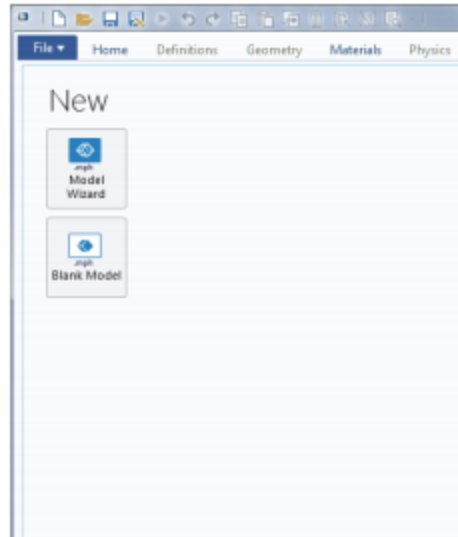 File Home Definitions Geometry Materials Physics
New
.mph
Model
Wizard
.mph
Blank Model